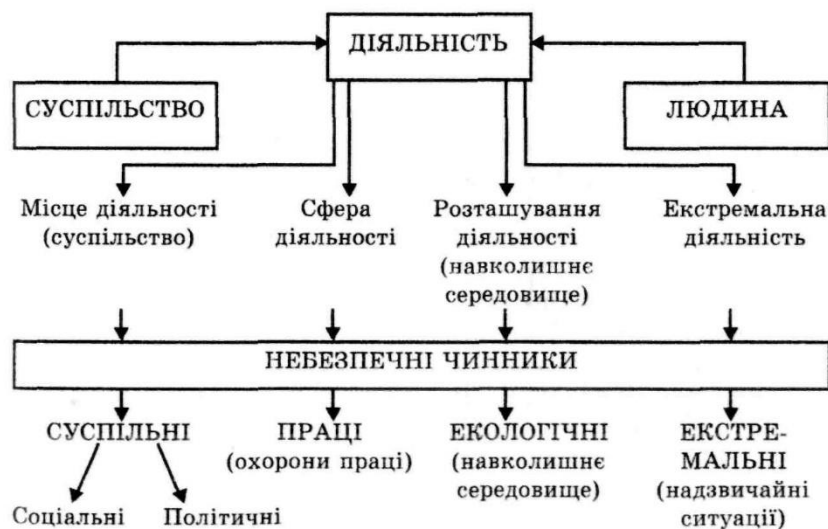 ДІЯЛЬНІСТЬ
СУСПІЛЬСТВО
ЛЮДИНА
Місце діяльності
(суспільство)
Сфера
діяльності
Розташування
діяльності
(навколишнє
середовище)
Екстремальна
діяльність
НЕБЕЗПЕЧНІ ЧИННИКИ
СУСПІЛЬНІ
Соціальні
Політичні
ПРАЦІ
(охорони праці)
ЕКОЛОГІЧНІ
(навколишнє
середовище)
ЕКСТРЕ-
МАЛЬНІ
(надзвичайні
ситуації)